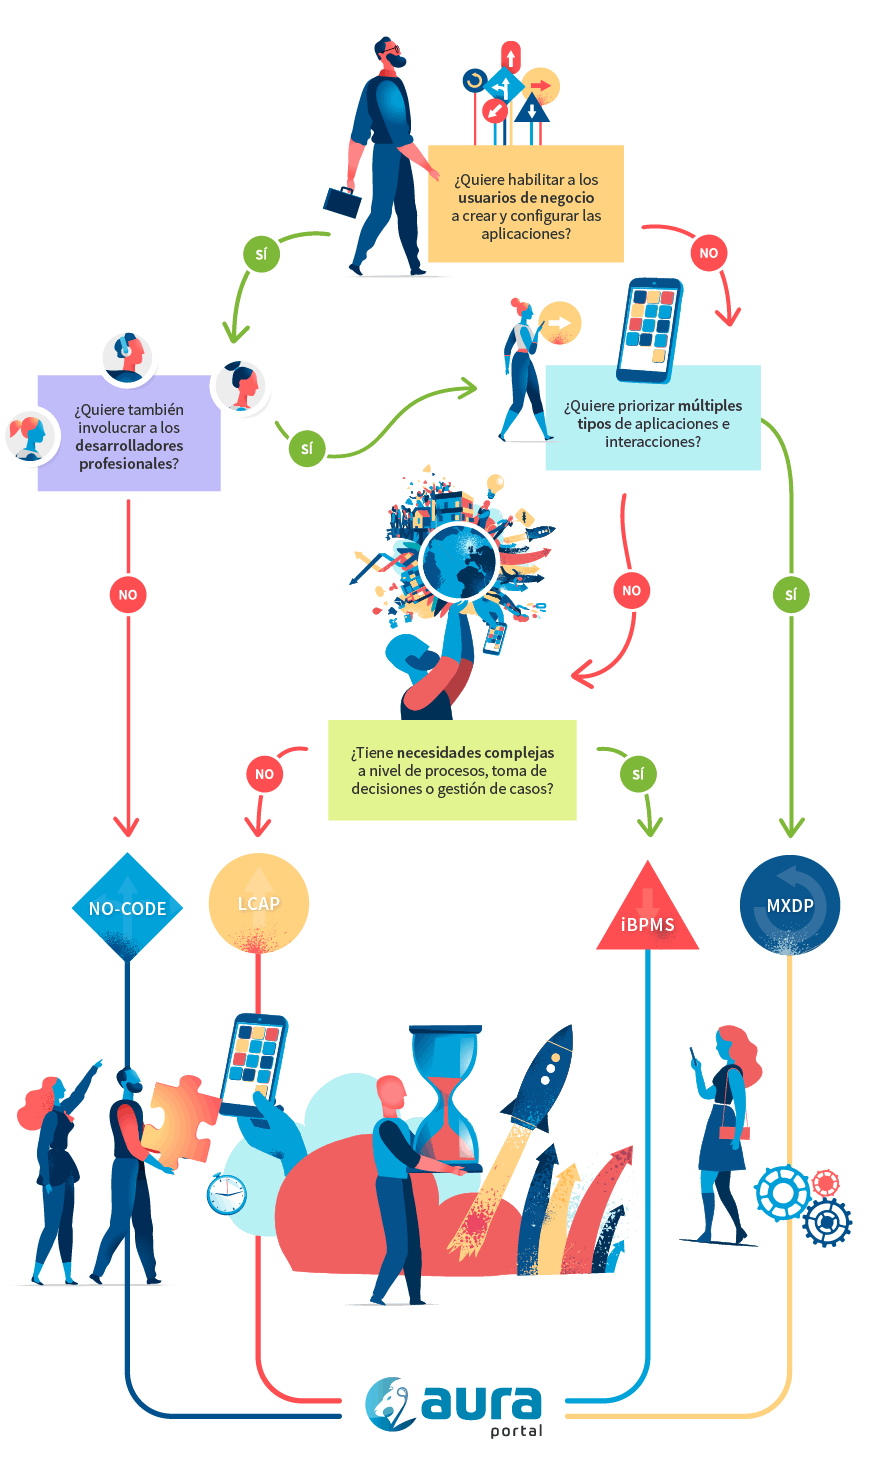 ¿Quiere habilitar a los
usuarios de negocio
a crear y configurar las
aplicaciones?
SÍ
NO
¿Quiere también
involucrar a los
desarrolladores
profesionales?
SÍ
¿Quiere priorizar múltiples
tipos de aplicaciones e
interacciones?
NO
NO
SÍ
¿Tiene necesidades complejas
a nivel de procesos, toma de
decisiones o gestión de casos?
NO
SÍ
NO-CODE
LCAP
iBPMS
MXDP
aura
portal